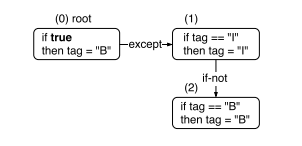 (0) root
if true
then tag = "B"
except
(1)
if tag == "I"
then tag = "I"
if-not
(2)
if tag == "B"
then tag = "B"